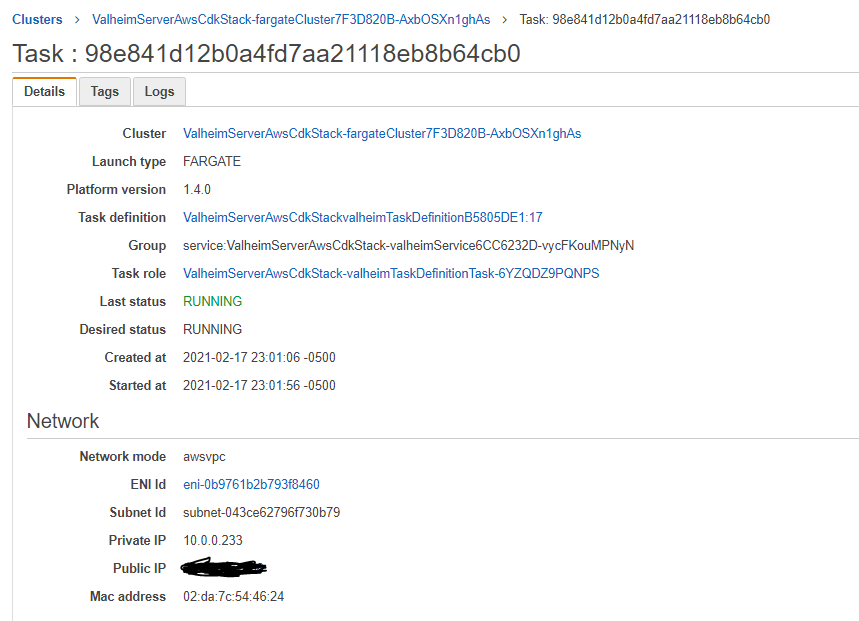 Clusters > ValheimServerAwsCdkStack-fargateCluster7F3D820B-AxbOSXn1ghAs > Task: 98e841d12b0a4fd7aa21118eb8b64cb0
Task : 98e841d12b0a4fd7aa21118eb8b64cb0
Details Tags Logs
Cluster ValheimServerAwsCdkStack-fargateCluster7F3D820B-AxbOSXn1ghAs
Launch type FARGATE
Platform version 1.4.0
Task definition ValheimServerAwsCdkStackvalheimTaskDefinitionB5805DE1:17
Group service:ValheimServerAwsCdkStack-valheimService6CC6232D-vycFKouMPNyN
Task role ValheimServerAwsCdkStack-valheimTaskDefinitionTask-6YZQDZ9PQNPS
Last status RUNNING
Desired status RUNNING
Created at 2021-02-17 23:01:06 -0500
Started at 2021-02-17 23:01:56 -0500
Network
Network mode awsvpc
ENI Id eni-0b9761b2b793f8460
Subnet Id subnet-043ce62796f730b79
Private IP 10.0.0.233
Public IP
Mac address 02:da:7c:54:46:24